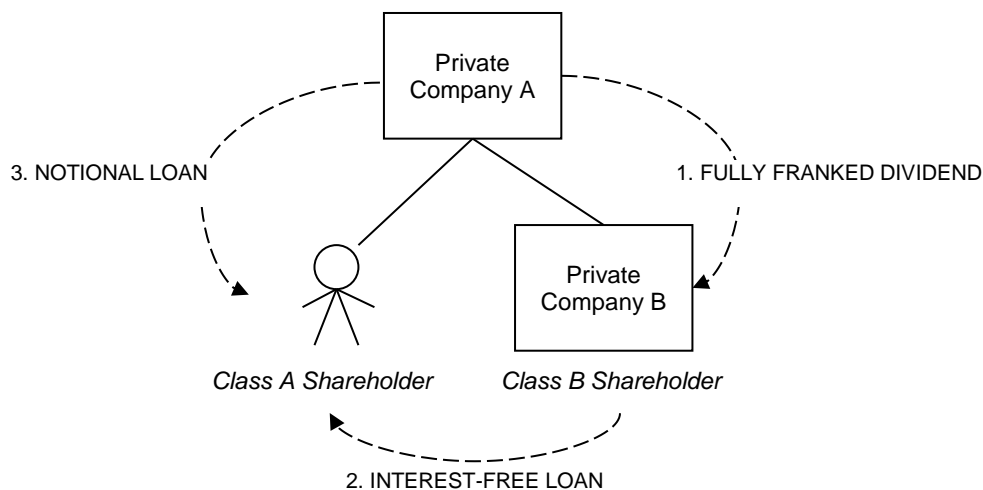 Private
Company A
3. NOTIONAL LOAN
1. FULLY FRANKED DIVIDEND
Private
Company B
Class A Shareholder
Class B Shareholder
2. INTEREST-FREE LOAN